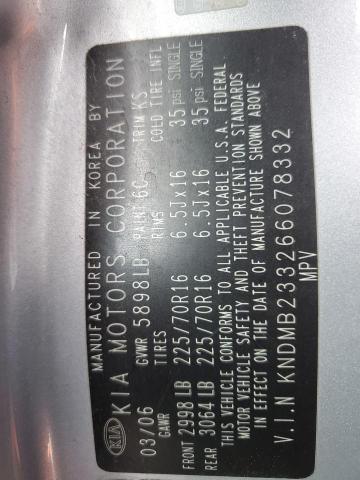 MANUFACTURED IN KOREA BY
KIA KIA MOTORS CORPORATION
03/06 GVWR 5898LB PAINT 6C TRIM KS
GAWR TIRES RIMS COLD TIRE INFL
FRONT 2998LB 225/70R16 6.5JX16 35psi SINGLE
REAR 3064LB 225/70R16 6.5JX16 35psi SINGLE
THIS VEHICLE CONFORMS TO ALL APPLICABLE U.S.A. FEDERAL
MOTOR VEHICLE SAFETY AND THEFT PREVENTION STANDARDS
IN EFFECT ON THE DATE OF MANUFACTURE SHOWN ABOVE
V.I.N KNDMB233266078332
MPV